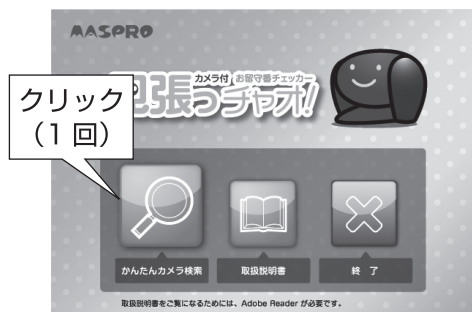 MASPRO
カメラ付 お留守番チェッカー
見張っチャオ!
クリック
(1回)
かんたんカメラ検索
取扱説明書
終 了
取扱説明書をご覧になるためには、Adobe Reader が必要です。